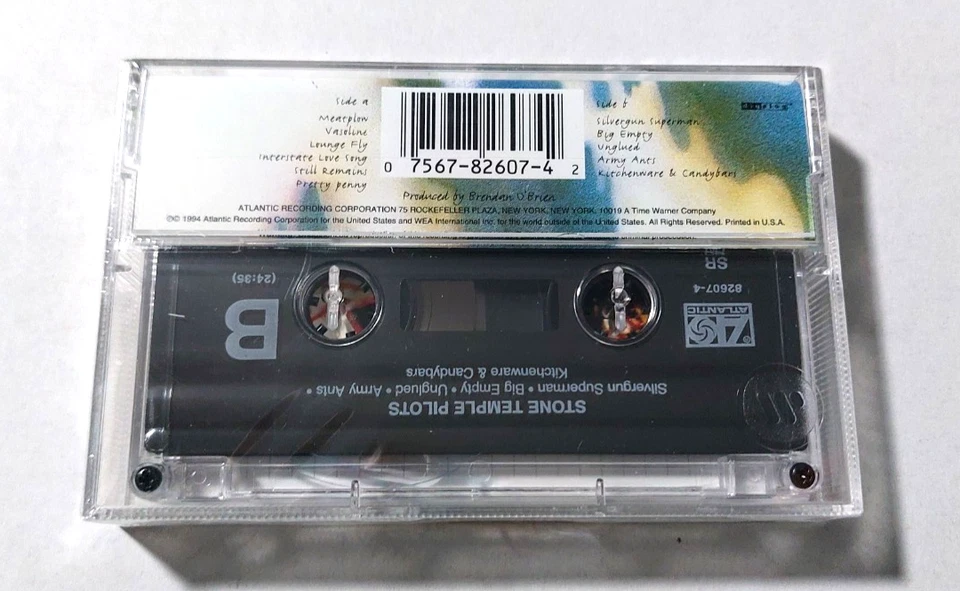 Side a
Meatplow
Vasoline
Lounge Fly
Interstate Love Song
Still Remains
Pretty penny
0 7567-82607-4 2
Side b
Silvergun Superman
Big Empty
Unglued
Army Ants
Kitchenware & Candybars
Produced by Brendan O'Brien
ATLANTIC RECORDING CORPORATION 75 ROCKEFELLER PLAZA, NEW YORK, NEW YORK. 10019 A Time Warner Company
℗© 1994 Atlantic Recording Corporation for the United States and WEA International Inc. for the world outside of the United States. All Rights Reserved. Printed in U.S.A.
STONE TEMPLE PILOTS
Silvergun Superman • Big Empty • Unglued • Army Ants •
Kitchenware & Candybars
ATLANTIC
82607-4
SR
B
(24:35)